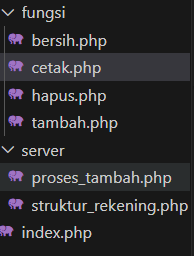 fungsi
bersih.php
cetak.php
hapus.php
tambah.php
server
proses_tambah.php
struktur_rekening.php
index.php